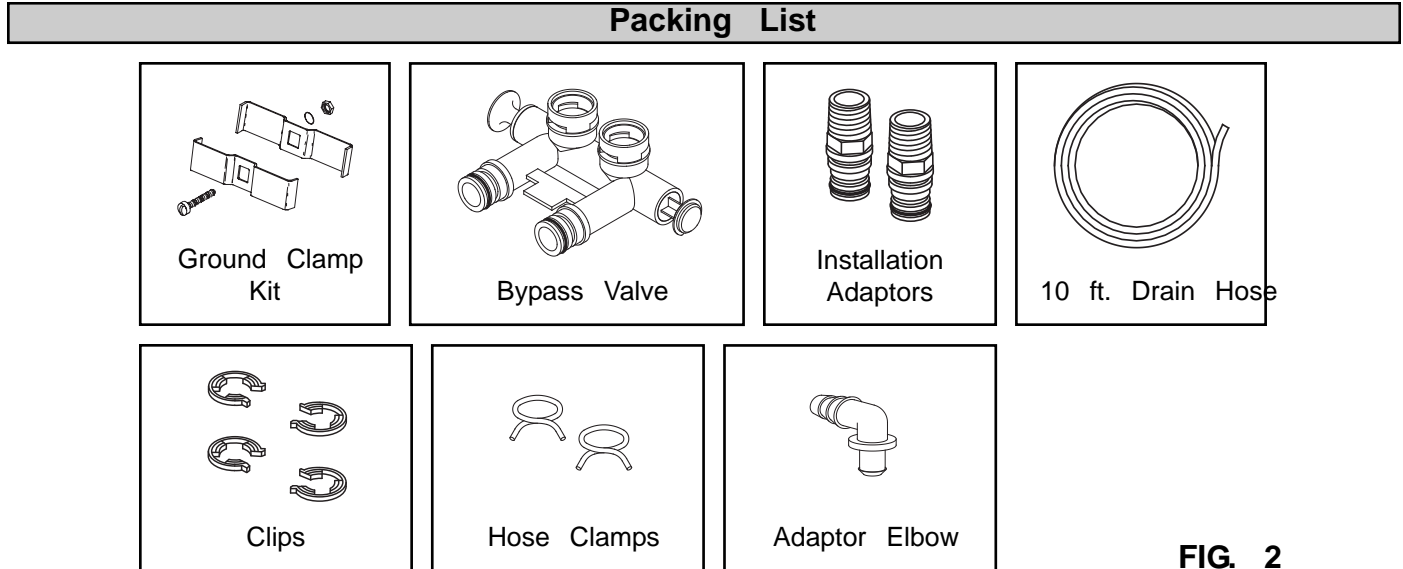 Packing List
Ground Clamp
Kit
Bypass Valve
Installation
Adaptors
10 ft. Drain Hose
Clips
Hose Clamps
Adaptor Elbow
FIG. 2